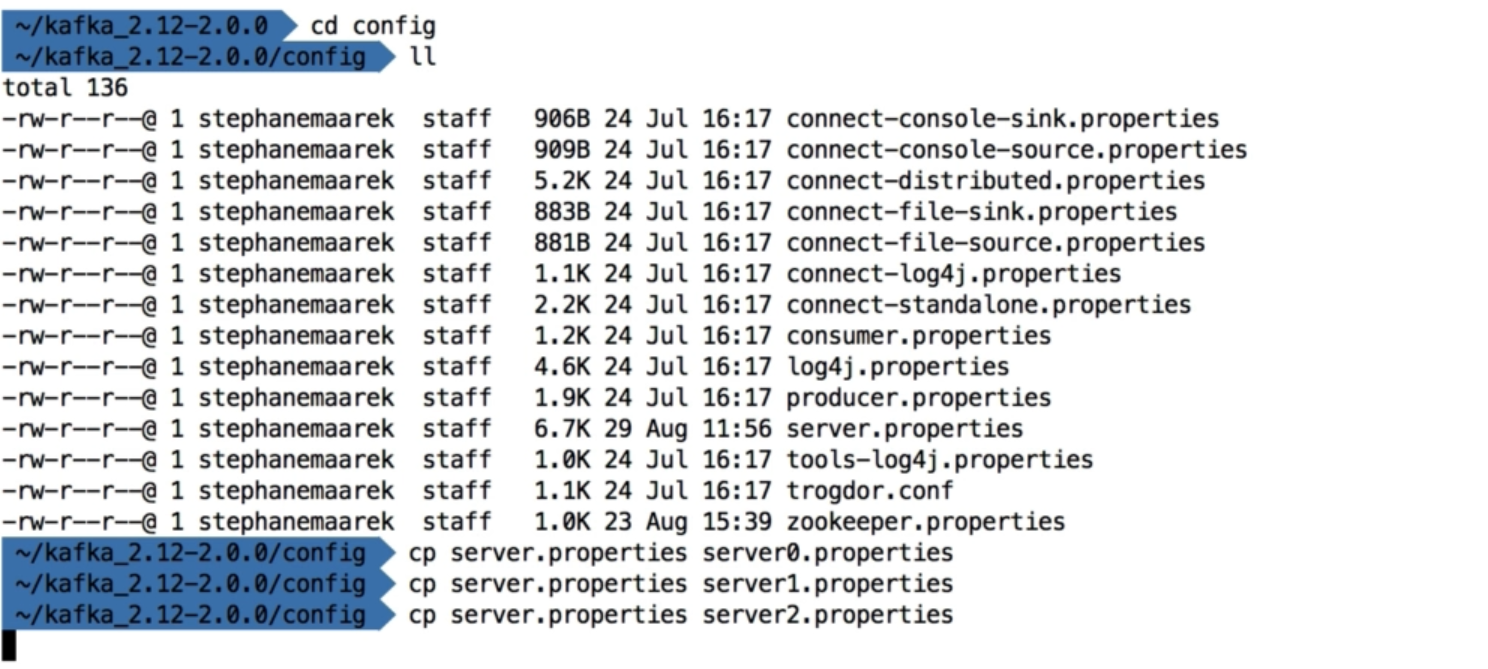 ~/kafka_2.12-2.0.0 cd config
~/kafka_2.12-2.0.0/config ll
total 136
-rw-r--r--@ 1 stephanemaarek  staff   906B 24 Jul 16:17 connect-console-sink.properties
-rw-r--r--@ 1 stephanemaarek  staff   909B 24 Jul 16:17 connect-console-source.properties
-rw-r--r--@ 1 stephanemaarek  staff   5.2K 24 Jul 16:17 connect-distributed.properties
-rw-r--r--@ 1 stephanemaarek  staff   883B 24 Jul 16:17 connect-file-sink.properties
-rw-r--r--@ 1 stephanemaarek  staff   881B 24 Jul 16:17 connect-file-source.properties
-rw-r--r--@ 1 stephanemaarek  staff   1.1K 24 Jul 16:17 connect-log4j.properties
-rw-r--r--@ 1 stephanemaarek  staff   2.2K 24 Jul 16:17 connect-standalone.properties
-rw-r--r--@ 1 stephanemaarek  staff   1.2K 24 Jul 16:17 consumer.properties
-rw-r--r--@ 1 stephanemaarek  staff   4.6K 24 Jul 16:17 log4j.properties
-rw-r--r--@ 1 stephanemaarek  staff   1.9K 24 Jul 16:17 producer.properties
-rw-r--r--@ 1 stephanemaarek  staff   6.7K 29 Aug 11:56 server.properties
-rw-r--r--@ 1 stephanemaarek  staff   1.0K 24 Jul 16:17 tools-log4j.properties
-rw-r--r--@ 1 stephanemaarek  staff   1.1K 24 Jul 16:17 trogdor.conf
-rw-r--r--@ 1 stephanemaarek  staff   1.0K 23 Aug 15:39 zookeeper.properties
~/kafka_2.12-2.0.0/config cp server.properties server0.properties
~/kafka_2.12-2.0.0/config cp server.properties server1.properties
~/kafka_2.12-2.0.0/config cp server.properties server2.properties